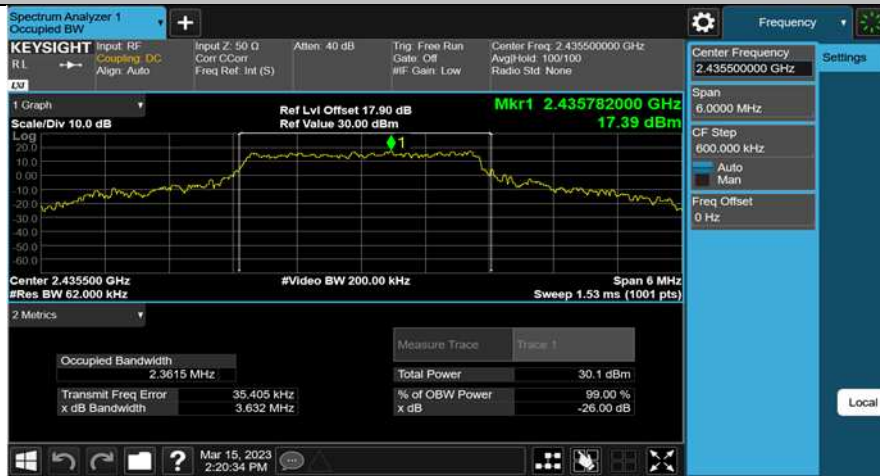 Spectrum Analyzer 1
Occupied BW
Frequency
KEYSIGHT
RL
LXI
Input: RF
Coupling: DC
Align: Auto
Input Z: 50 Ω
Corr CCorr
Freq Ref: Int (S)
Atten: 40 dB
Trig: Free Run
Gate: Off
#IF Gain: Low
Center Freq: 2.435500000 GHz
Avg|Hold: 100/100
Radio Std: None
Center Frequency
2.435500000 GHz
Settings
Span
6.0000 MHz
CF Step
600.000 kHz
Auto
Man
Freq Offset
0 Hz
1 Graph
Scale/Div 10.0 dB
Ref Lvl Offset 17.90 dB
Ref Value 30.00 dBm
Mkr1 2.435782000 GHz
17.39 dBm
Log
20.0
10.0
0.00
-10.0
-20.0
-30.0
-40.0
-50.0
-60.0
1
Center 2.435500 GHz
#Res BW 62.000 kHz
#Video BW 200.00 kHz
Span 6 MHz
Sweep 1.53 ms (1001 pts)
2 Metrics
Measure Trace
Trace 1
Occupied Bandwidth
2.3615 MHz
Total Power
30.1 dBm
Transmit Freq Error
35.405 kHz
% of OBW Power
99.00 %
x dB Bandwidth
3.632 MHz
x dB
-26.00 dB
Local
?
Mar 15, 2023
2:20:34 PM